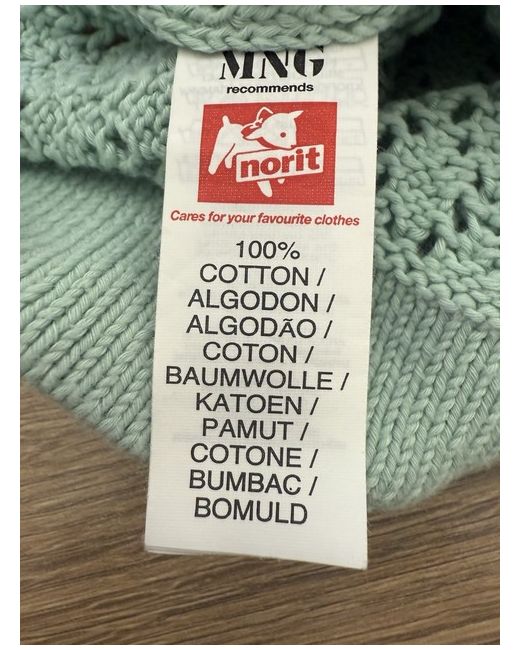 MNG
recommends
norit
Cares for your favourite clothes
100%
COTTON /
ALGODON /
ALGODÃO /
COTON /
BAUMWOLLE /
KATOEN /
PAMUT /
COTONE /
BUMBAC /
BOMULD